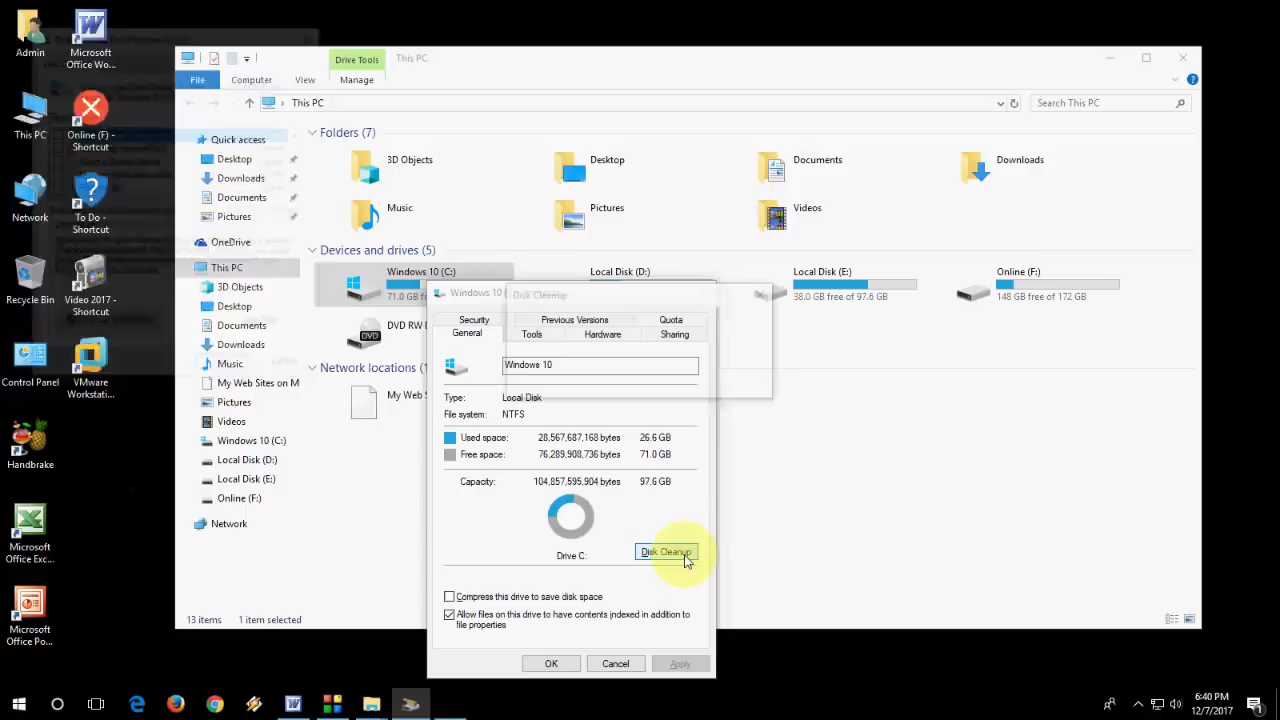 Admin
Microsoft
Office Wo...
This PC
Online (F) -
Shortcut
Network
To Do -
Shortcut
Recycle Bin
Video 2017 -
Shortcut
Control Panel
VMware
Workstati...
Handbrake
Microsoft
Office Exc...
Microsoft
Office Po...
Drive Tools
This PC
File
Computer
View
Manage
This PC
Search This PC
Quick access
Desktop
Downloads
Documents
Pictures
OneDrive
This PC
3D Objects
Desktop
Documents
Downloads
Music
My Web Sites on M
Pictures
Videos
Windows 10 (C:)
Local Disk (D:)
Local Disk (E:)
Online (F:)
Network
Folders (7)
3D Objects
Desktop
Documents
Downloads
Music
Pictures
Videos
Devices and drives (5)
Windows 10 (C:)
71.0 GB fr
Local Disk (D:)
Local Disk (E:)
38.0 GB free of 97.6 GB
Online (F:)
148 GB free of 172 GB
DVD RW D
Network locations (1
My Web S
13 items
1 item selected
Windows 10 (
Disk Cleanup
Security
Previous Versions
Quota
General
Tools
Hardware
Sharing
Windows 10
Type: Local Disk
File system: NTFS
Used space: 28,567,687,168 bytes 26.6 GB
Free space: 76,289,908,736 bytes 71.0 GB
Capacity: 104,857,595,904 bytes 97.6 GB
Drive C:
Disk Cleanup
Compress this drive to save disk space
Allow files on this drive to have contents indexed in addition to
file properties
OK
Cancel
Apply
6:40 PM
12/7/2017